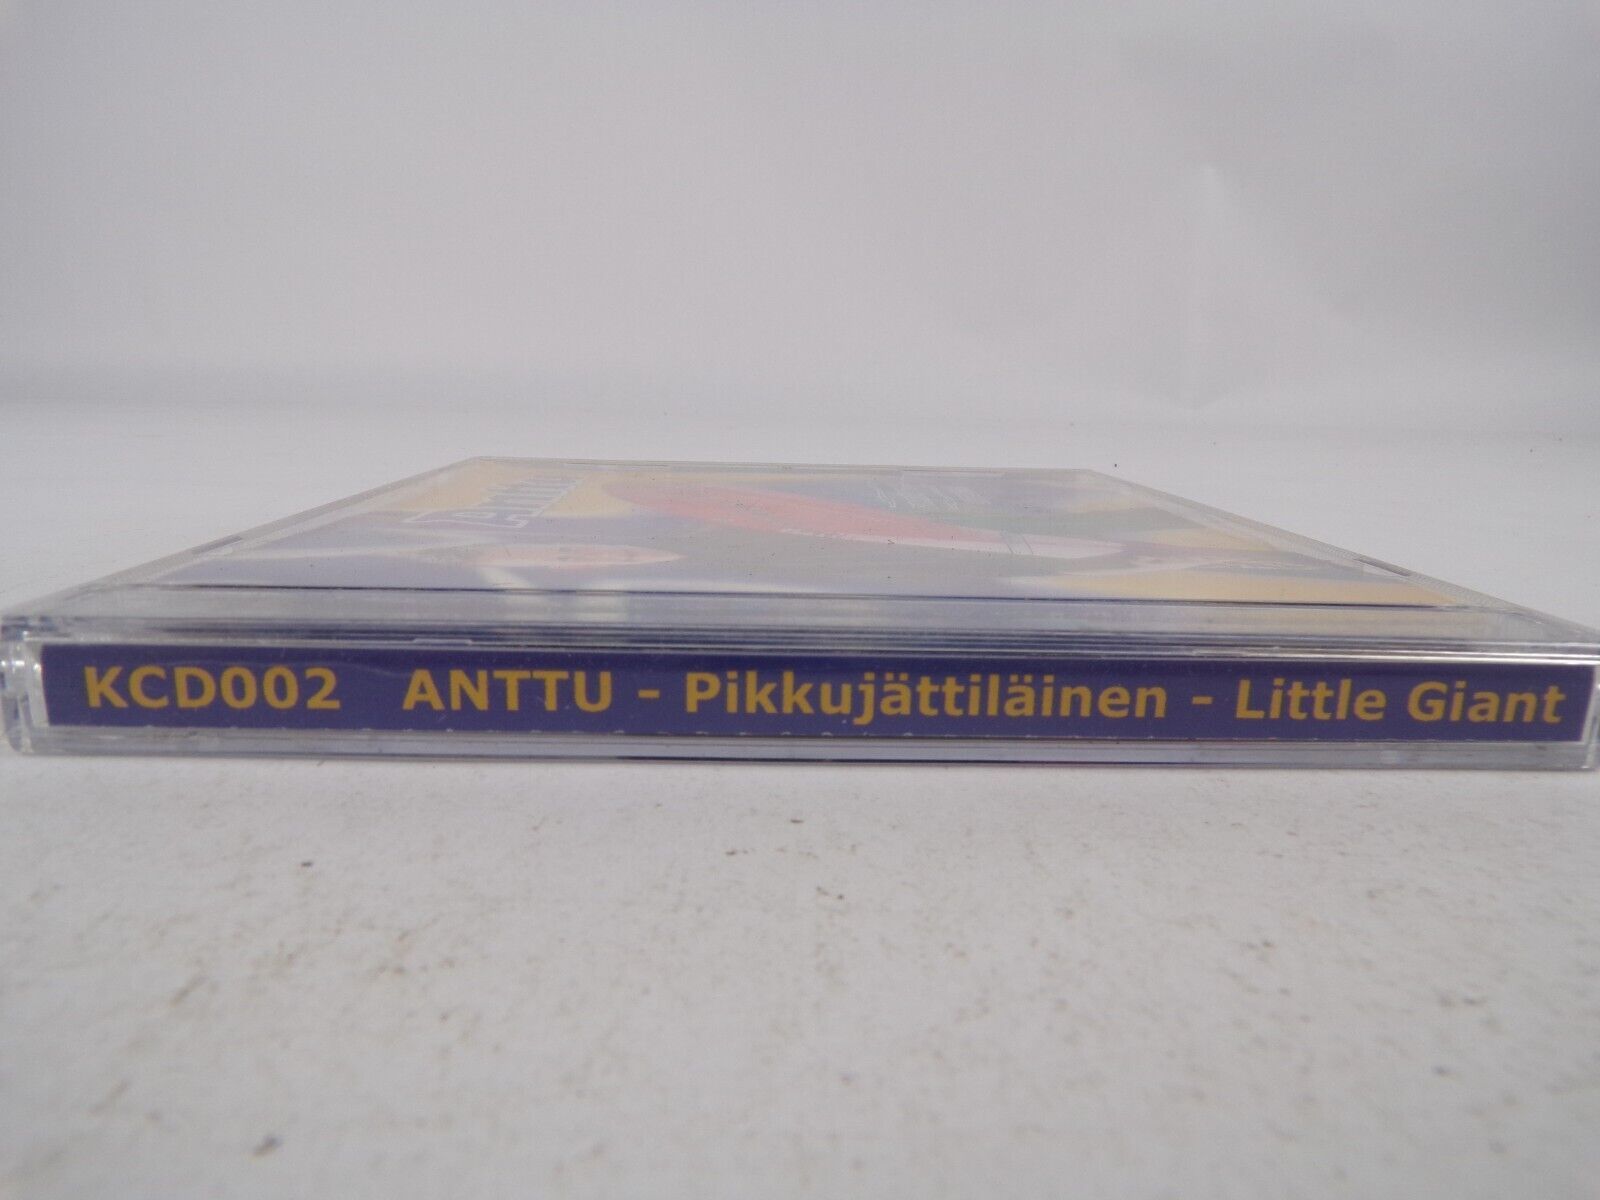 KCD002 ANTTU - Pikkujättiläinen - Little Giant